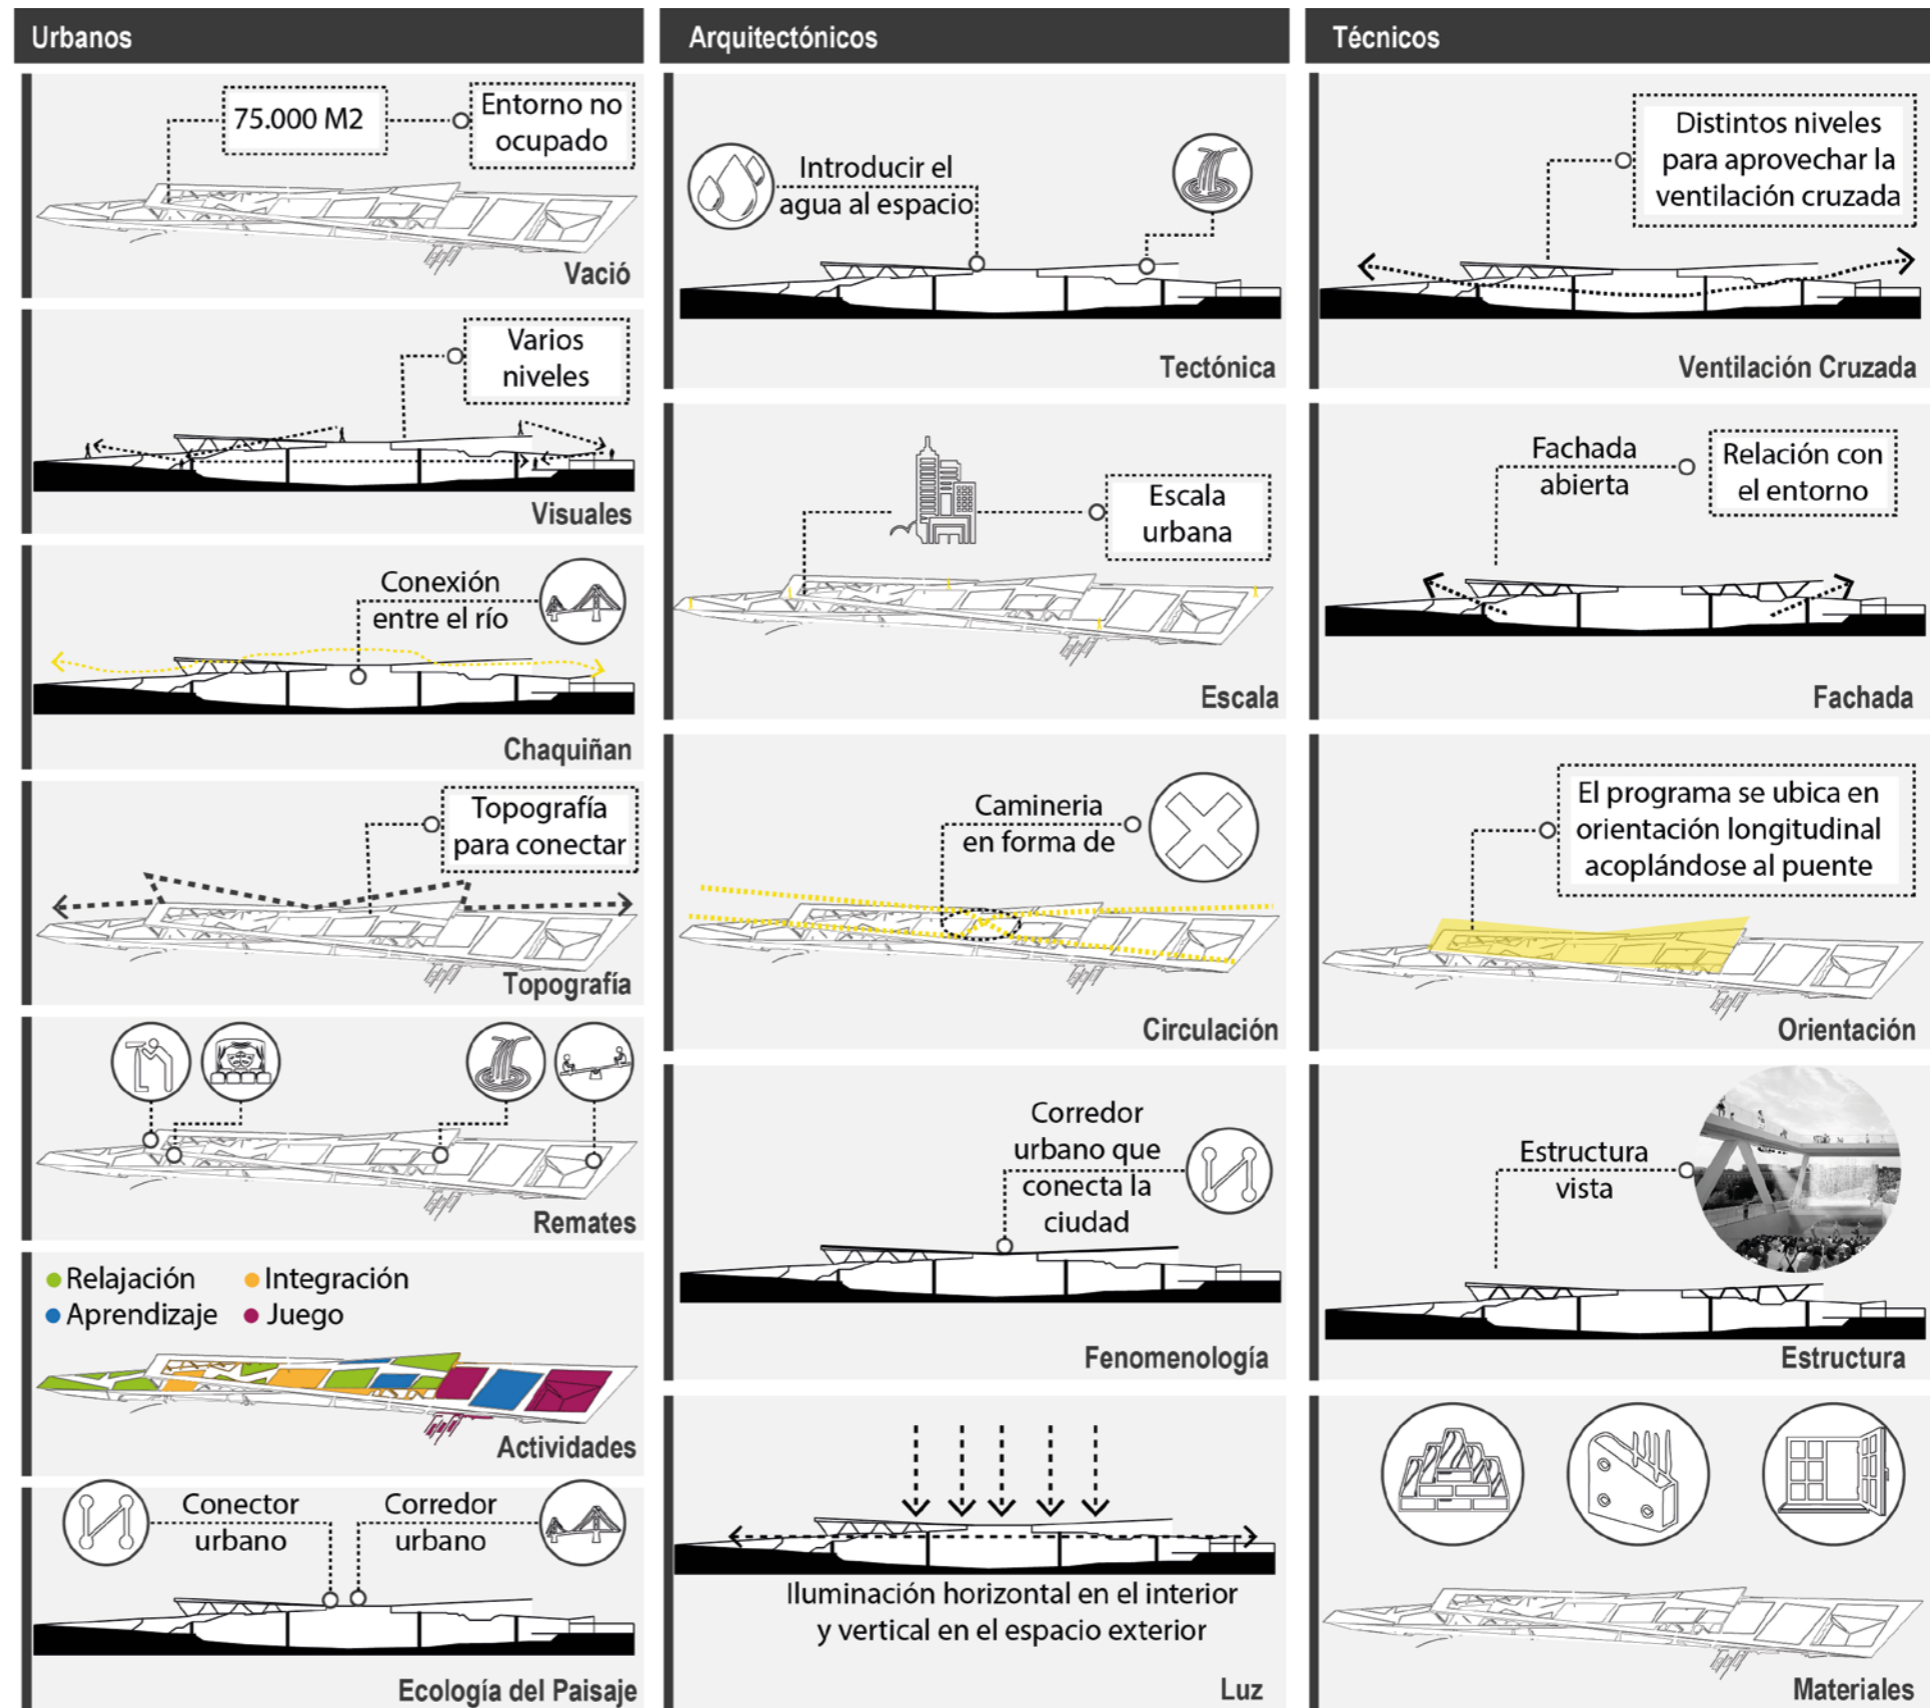 Urbanos
75.000 M2
Entorno no
ocupado
Vació
Varios
niveles
Visuales
Conexión
entre el río
Chaquiñan
Topografía
para conectar
Topografía
Remates
Relajación
Integración
Aprendizaje
Juego
Actividades
Conector
urbano
Corredor
urbano
Ecología del Paisaje
Arquitectónicos
Introducir el
agua al espacio
Tectónica
Escala
urbana
Escala
Camineria
en forma de
Circulación
Corredor
urbano que
conecta la
ciudad
Fenomenología
Iluminación horizontal en el interior
y vertical en el espacio exterior
Luz
Técnicos
Distintos niveles
para aprovechar la
ventilación cruzada
Ventilación Cruzada
Fachada
abierta
Relación con
el entorno
Fachada
El programa se ubica en
orientación longitudinal
acoplándose al puente
Orientación
Estructura
vista
Estructura
Materiales